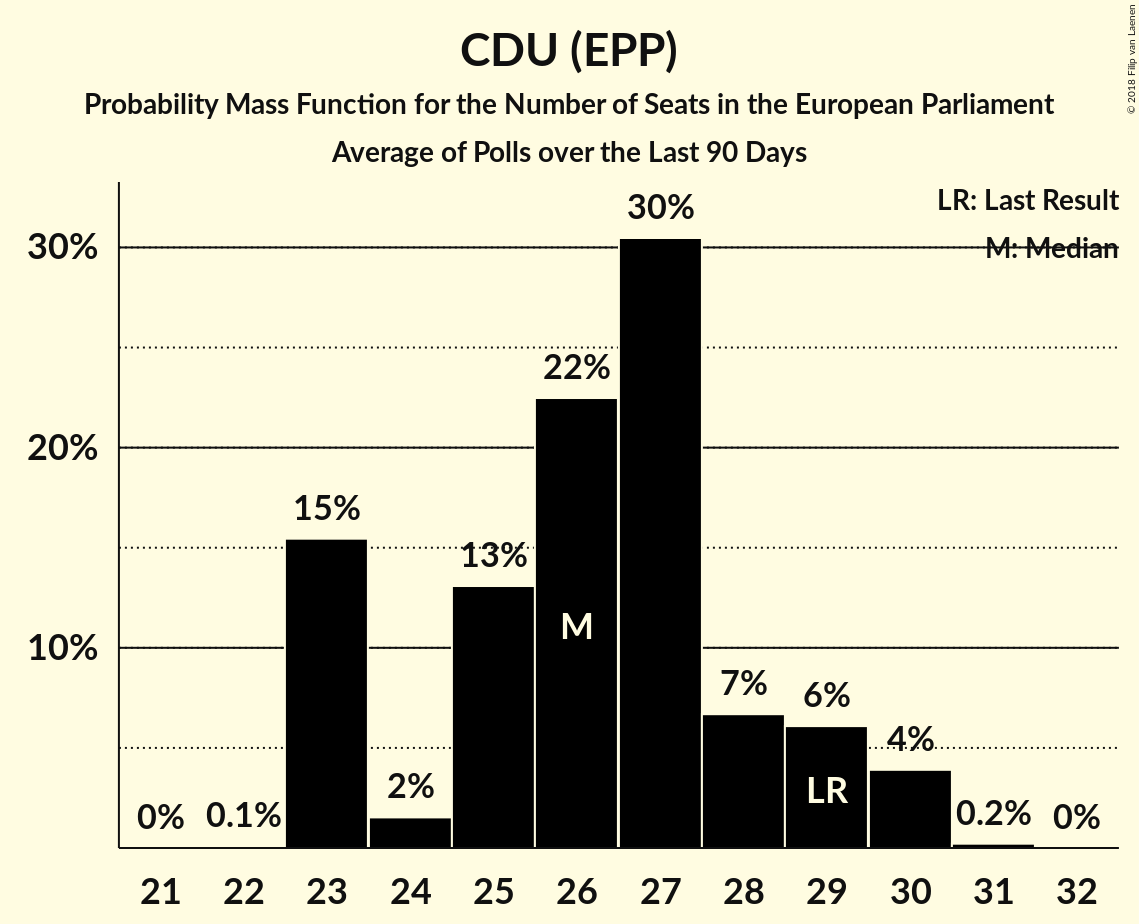 CDU (EPP)
Probability Mass Function for the Number of Seats in the European Parliament
Average of Polls over the Last 90 Days
© 2018 Filip van Laenen
LR: Last Result
M: Median
30%
20%
10%
0%
0.1%
15%
2%
13%
22%
30%
7%
6%
4%
0.2%
0%
M
LR
21 22 23 24 25 26 27 28 29 30 31 32